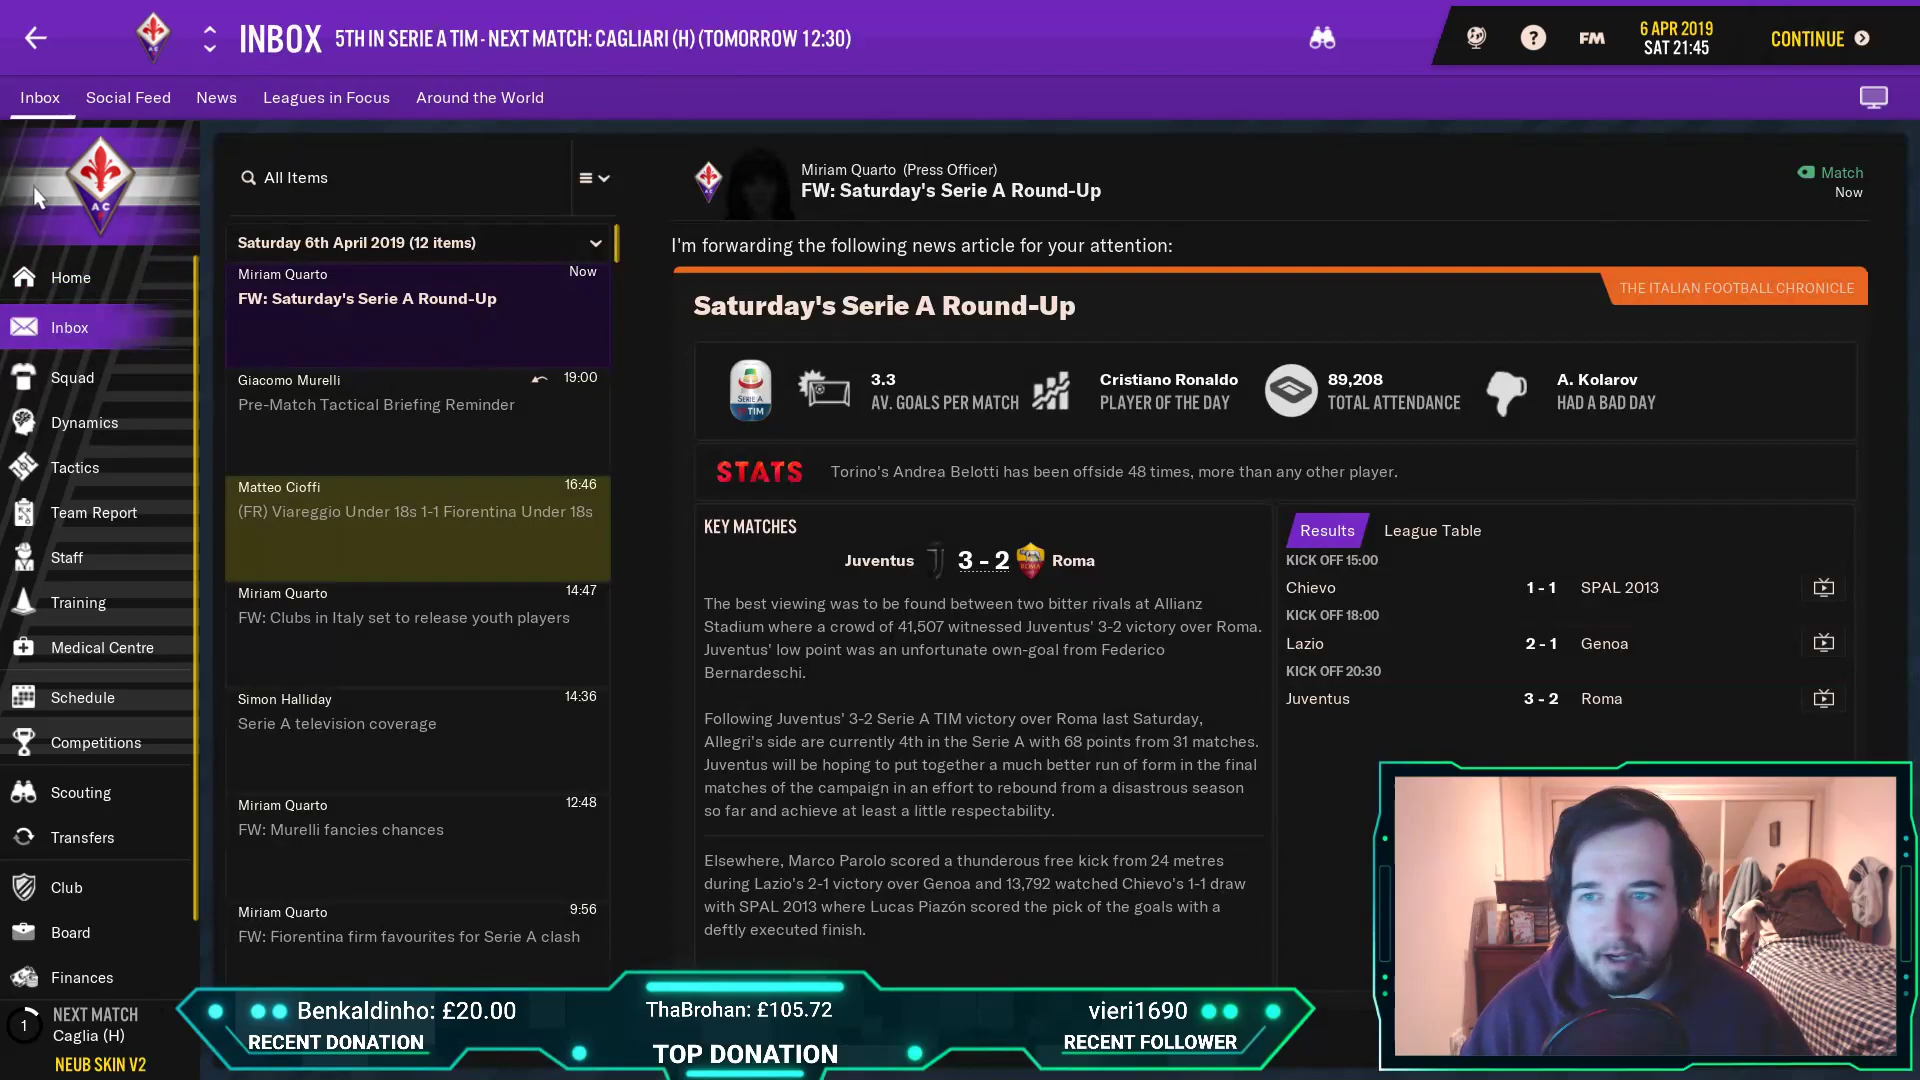 INBOX 5TH IN SERIE A TIM - NEXT MATCH: CAGLIARI (H) (TOMORROW 12:30)
? FM 6 APR 2019
SAT 21:45
CONTINUE
Inbox Social Feed News Leagues in Focus Around the World
AC
Home
Inbox
Squad
Dynamics
Tactics
Team Report
Staff
Training
Medical Centre
Schedule
Competitions
Scouting
Transfers
Club
Board
Finances
1 NEXT MATCH
Caglia (H)
NEUB SKIN V2
All Items
Saturday 6th April 2019 (12 items)
Miriam Quarto Now
FW: Saturday's Serie A Round-Up
Giacomo Murelli 19:00
Pre-Match Tactical Briefing Reminder
Matteo Cioffi 16:46
(FR) Viareggio Under 18s 1-1 Fiorentina Under 18s
Miriam Quarto 14:47
FW: Clubs in Italy set to release youth players
Simon Halliday 14:36
Serie A television coverage
Miriam Quarto 12:48
FW: Murelli fancies chances
Miriam Quarto 9:56
FW: Fiorentina firm favourites for Serie A clash
Miriam Quarto (Press Officer)
FW: Saturday's Serie A Round-Up
Match
Now
I'm forwarding the following news article for your attention:
THE ITALIAN FOOTBALL CHRONICLE
Saturday's Serie A Round-Up
SERIE A
TIM
3.3
AV. GOALS PER MATCH
Cristiano Ronaldo
PLAYER OF THE DAY
89,208
TOTAL ATTENDANCE
A. Kolarov
HAD A BAD DAY
STATS Torino's Andrea Belotti has been offside 48 times, more than any other player.
KEY MATCHES
Juventus 3 - 2 Roma
The best viewing was to be found between two bitter rivals at Allianz
Stadium where a crowd of 41,507 witnessed Juventus' 3-2 victory over Roma.
Juventus' low point was an unfortunate own-goal from Federico
Bernardeschi.
Following Juventus' 3-2 Serie A TIM victory over Roma last Saturday,
Allegri's side are currently 4th in the Serie A with 68 points from 31 matches.
Juventus will be hoping to put together a much better run of form in the final
matches of the campaign in an effort to rebound from a disastrous season
so far and achieve at least a little respectability.
Elsewhere, Marco Parolo scored a thunderous free kick from 24 metres
during Lazio's 2-1 victory over Genoa and 13,792 watched Chievo's 1-1 draw
with SPAL 2013 where Lucas Piazón scored the pick of the goals with a
deftly executed finish.
Results League Table
KICK OFF 15:00
Chievo 1 - 1 SPAL 2013
KICK OFF 18:00
Lazio 2 - 1 Genoa
KICK OFF 20:30
Juventus 3 - 2 Roma
Benkaldinho: £20.00
RECENT DONATION
ThaBrohan: £105.72
TOP DONATION
vieri1690
RECENT FOLLOWER